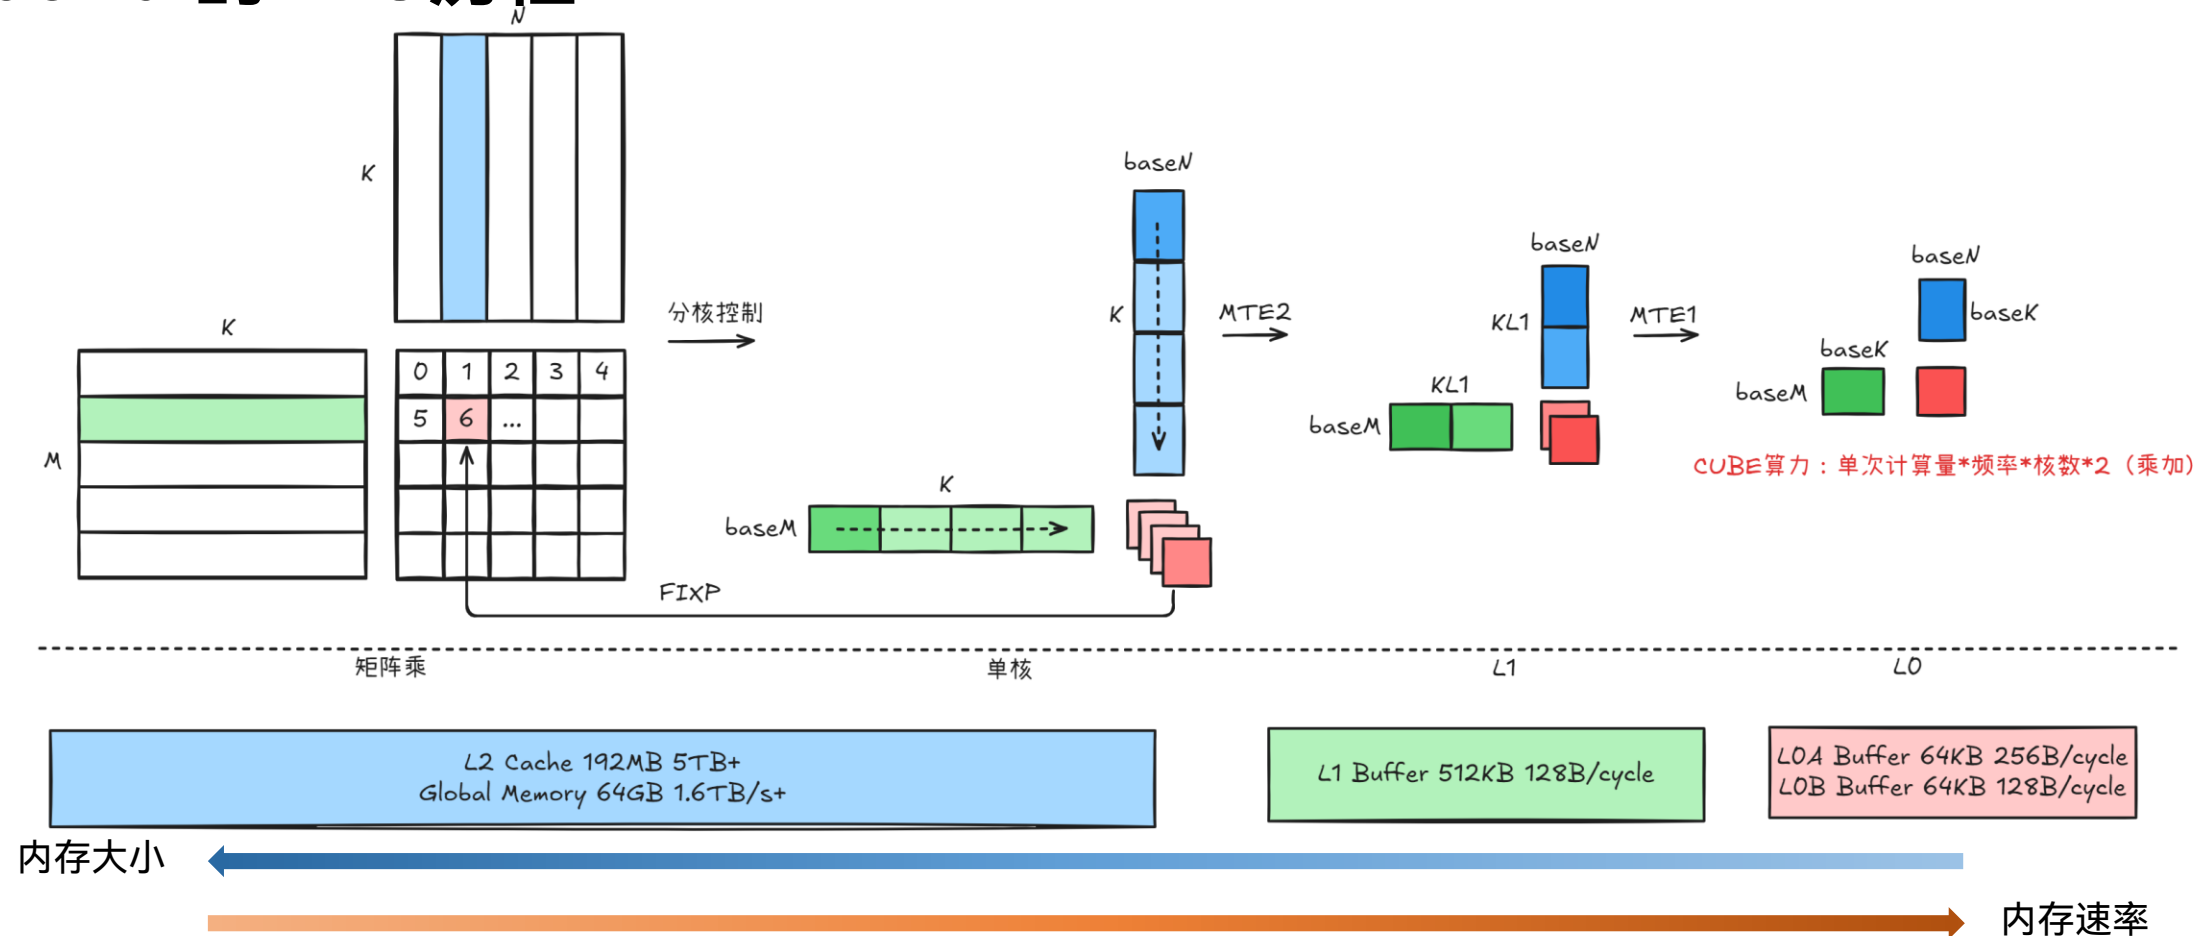 N
K
K
M
0 1 2 3 4
5 6 ...
分核控制
baseN
K
K
baseM
FIXP
MTE2
baseN
KL1
KL1
baseM
MTE1
baseN
baseK
baseK
baseM
CUBE算力：单次计算量*频率*核数*2（乘加）
矩阵乘
单核
L1
L0
L2 Cache 192MB 5TB+
Global Memory 64GB 1.6TB/s+
L1 Buffer 512KB 128B/cycle
L0A Buffer 64KB 256B/cycle
L0B Buffer 64KB 128B/cycle
内存大小
内存速率